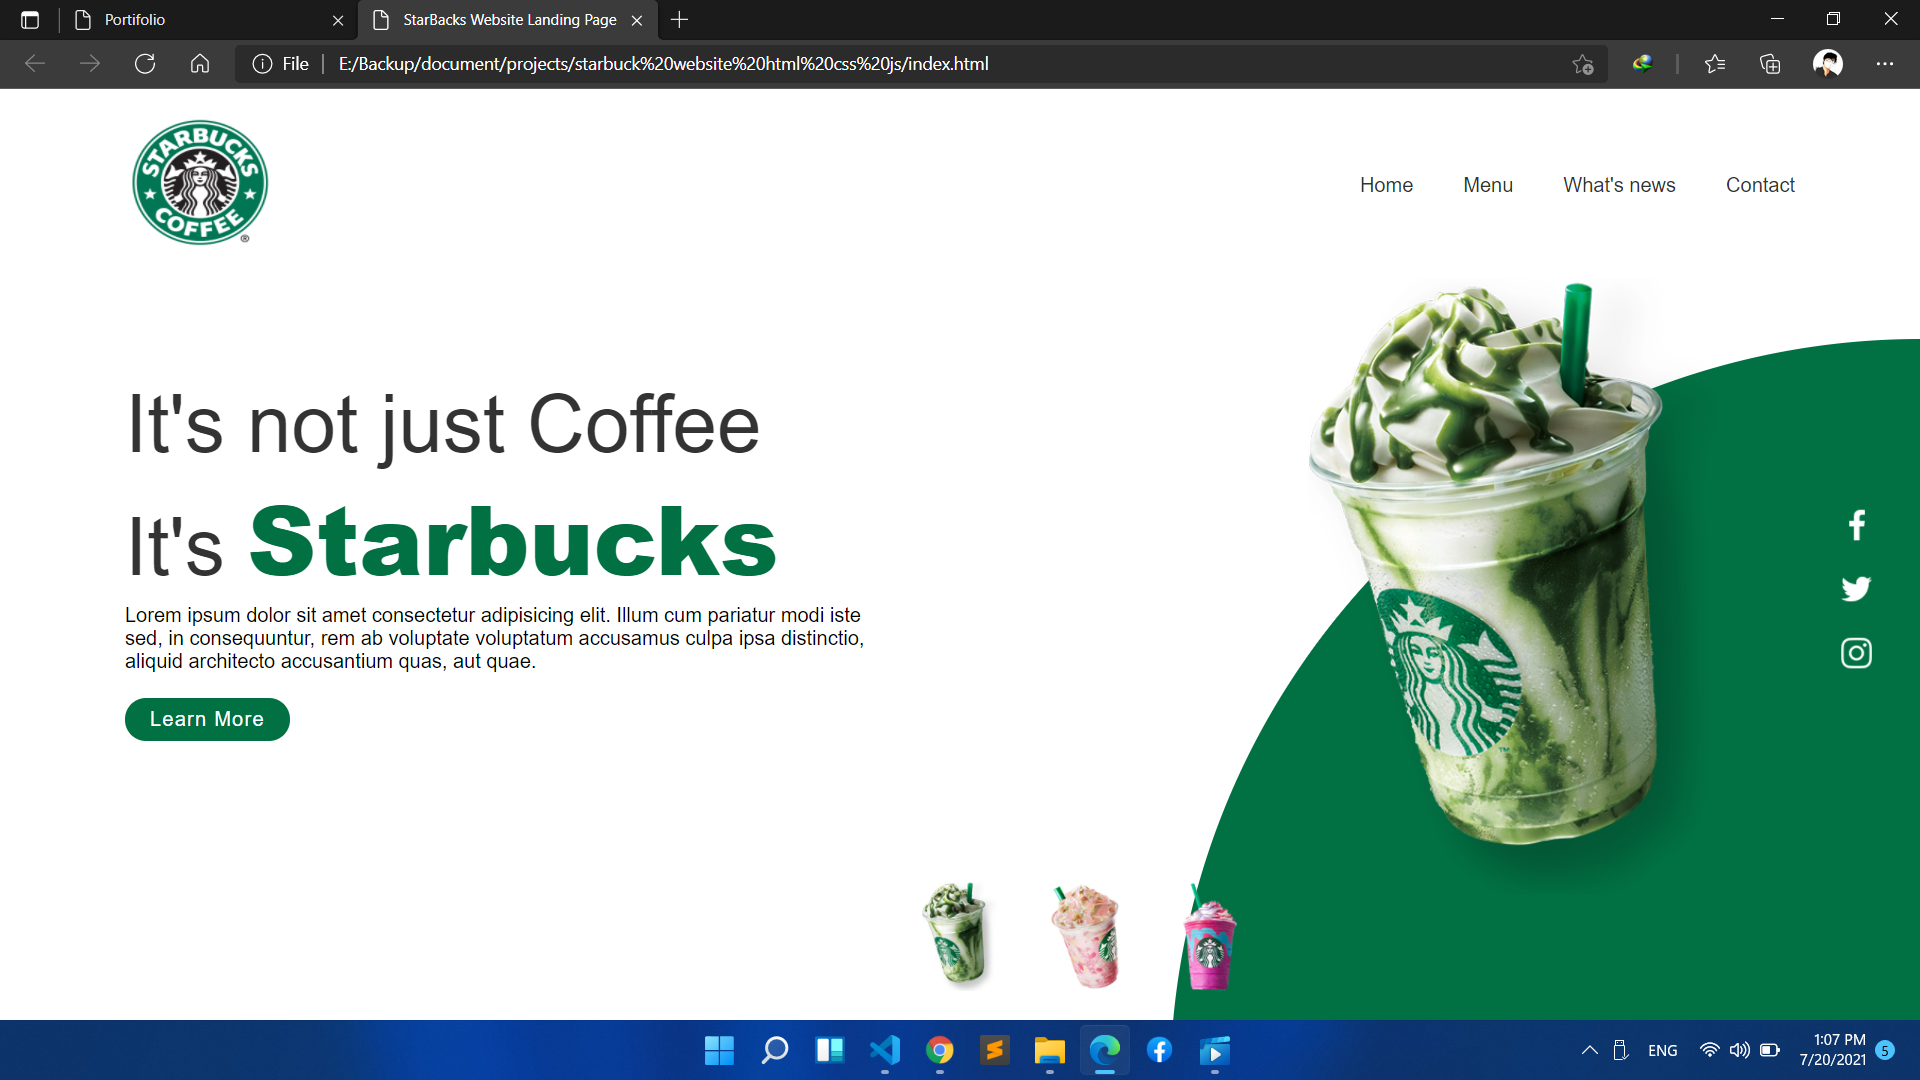 Portifolio
StarBacks Website Landing Page
File
E:/Backup/document/projects/starbuck%20website%20html%20css%20js/index.html
STARBUCKS
COFFEE
®
Home
Menu
What's news
Contact
It's not just Coffee
It's Starbucks
Lorem ipsum dolor sit amet consectetur adipisicing elit. Illum cum pariatur modi iste
sed, in consequuntur, rem ab voluptate voluptatum accusamus culpa ipsa distinctio,
aliquid architecto accusantium quas, aut quae.
Learn More
TM
ENG
1:07 PM
7/20/2021
5